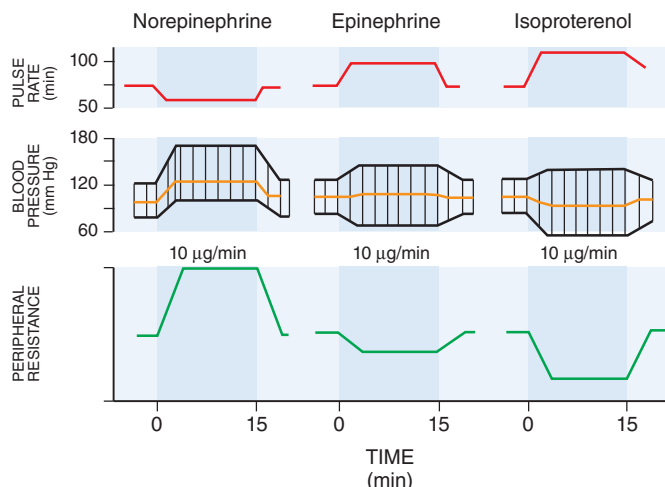 Norepinephrine Epinephrine Isoproterenol
PULSE
RATE
(min)
100
50
BLOOD
PRESSURE
(mm Hg)
180
120
60
10 μg/min 10 μg/min 10 μg/min
PERIPHERAL
RESISTANCE
0 15 0 15 0 15
TIME
(min)